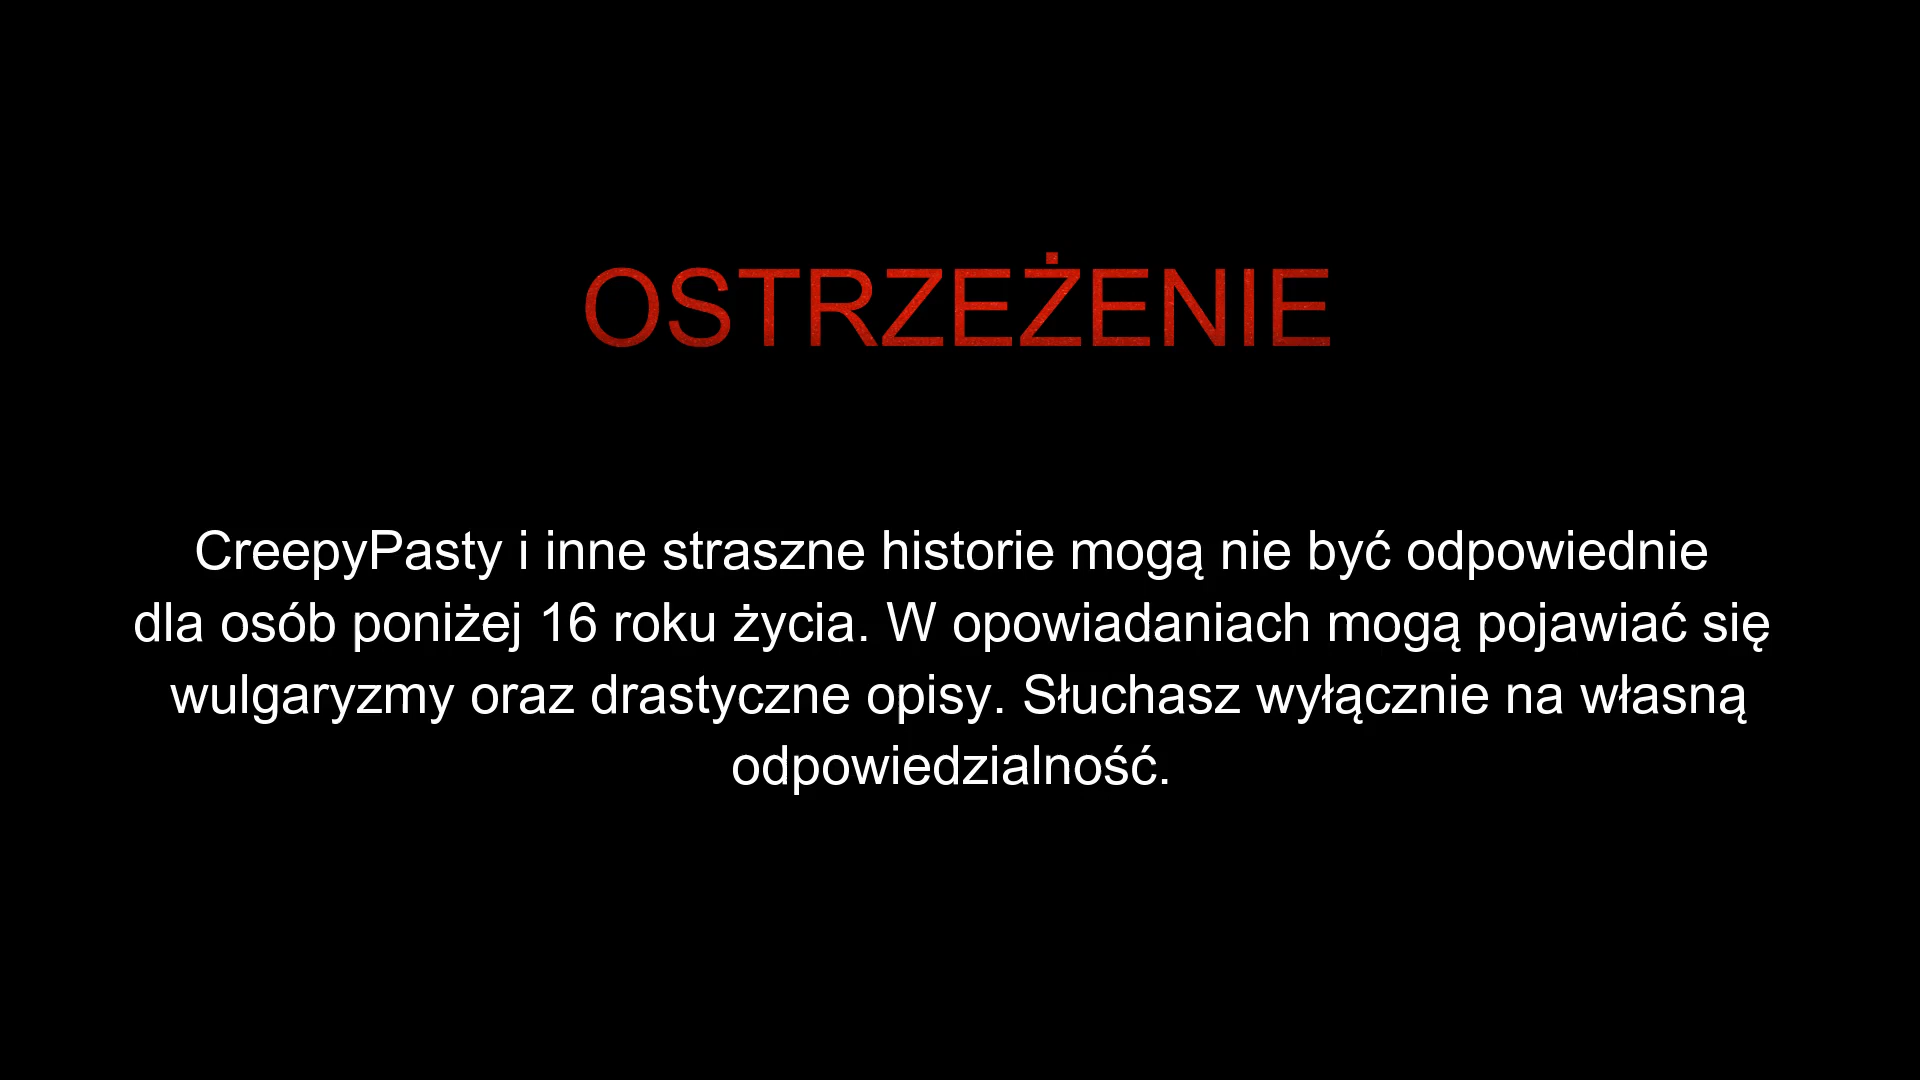 OSTRZEŻENIE
CreepyPasty i inne straszne historie mogą nie być odpowiednie
dla osób poniżej 16 roku życia. W opowiadaniach mogą pojawiać się
wulgaryzmy oraz drastyczne opisy. Słuchasz wyłącznie na własną
odpowiedzialność.